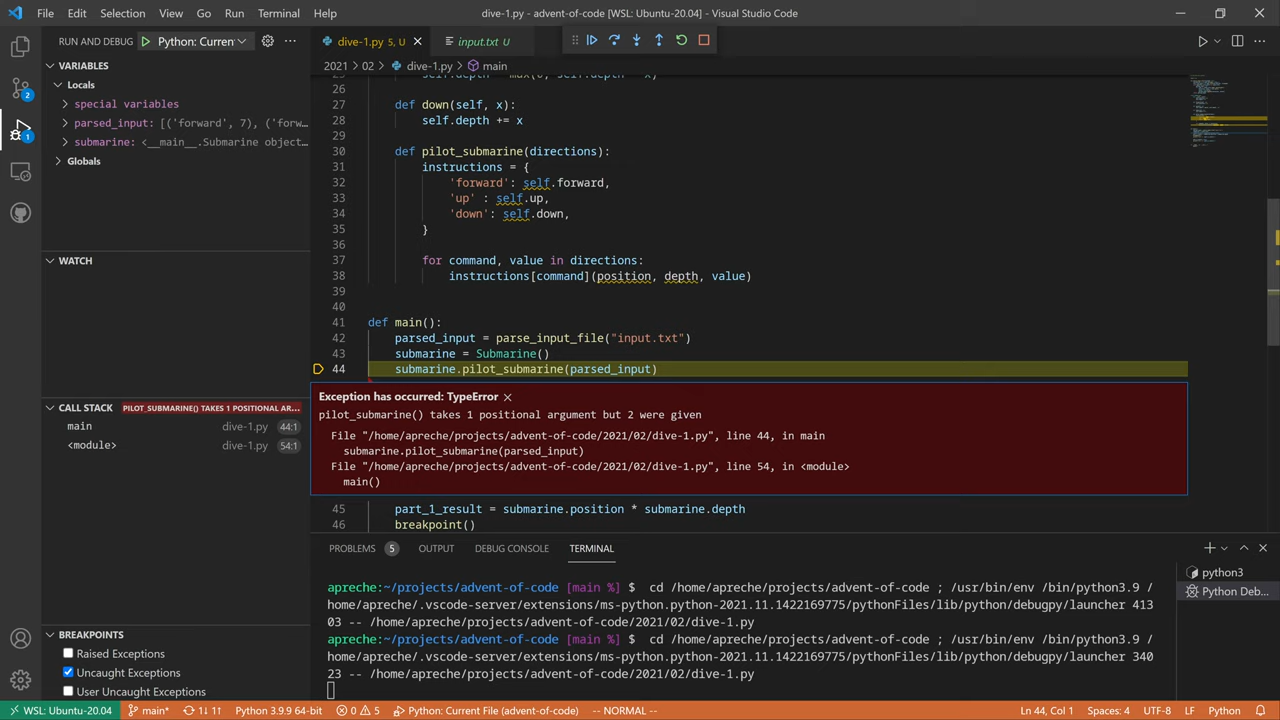 File Edit Selection View Go Run Terminal Help
dive-1.py - advent-of-code [WSL: Ubuntu-20.04] - Visual Studio Code
RUN AND DEBUG Python: Curren
dive-1.py 5, U
input.txt U
2021 > 02 > dive-1.py > main
VARIABLES
Locals
special variables
parsed_input: [('forward', 7), ('forw…
submarine: <__main__.Submarine object…
Globals
WATCH
CALL STACK PILOT_SUBMARINE() TAKES 1 POSITIONAL AR…
main dive-1.py 44:1
<module> dive-1.py 54:1
BREAKPOINTS
Raised Exceptions
Uncaught Exceptions
User Uncaught Exceptions
2
1
25 self.depth = max(0, self.depth - x)
26
27 def down(self, x):
28 self.depth += x
29
30 def pilot_submarine(directions):
31 instructions = {
32 'forward': self.forward,
33 'up' : self.up,
34 'down': self.down,
35 }
36
37 for command, value in directions:
38 instructions[command](position, depth, value)
39
40
41 def main():
42 parsed_input = parse_input_file("input.txt")
43 submarine = Submarine()
44 submarine.pilot_submarine(parsed_input)
Exception has occurred: TypeError
pilot_submarine() takes 1 positional argument but 2 were given
File "/home/apreche/projects/advent-of-code/2021/02/dive-1.py", line 44, in main
submarine.pilot_submarine(parsed_input)
File "/home/apreche/projects/advent-of-code/2021/02/dive-1.py", line 54, in <module>
main()
45 part_1_result = submarine.position * submarine.depth
46 breakpoint()
PROBLEMS 5 OUTPUT DEBUG CONSOLE TERMINAL
apreche:~/projects/advent-of-code [main %] $ cd /home/apreche/projects/advent-of-code ; /usr/bin/env /bin/python3.9 /
home/apreche/.vscode-server/extensions/ms-python.python-2021.11.1422169775/pythonFiles/lib/python/debugpy/launcher 413
03 -- /home/apreche/projects/advent-of-code/2021/02/dive-1.py
apreche:~/projects/advent-of-code [main %] $ cd /home/apreche/projects/advent-of-code ; /usr/bin/env /bin/python3.9 /
home/apreche/.vscode-server/extensions/ms-python.python-2021.11.1422169775/pythonFiles/lib/python/debugpy/launcher 340
23 -- /home/apreche/projects/advent-of-code/2021/02/dive-1.py
python3
Python Deb…
WSL: Ubuntu-20.04 main* 1↓ 1↑ Python 3.9.9 64-bit 0 5 Python: Current File (advent-of-code) -- NORMAL -- Ln 44, Col 1 Spaces: 4 UTF-8 LF Python